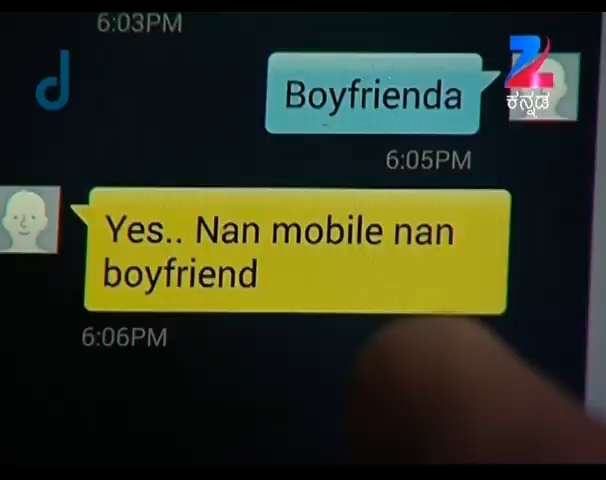 6:03PM
ಕನ್ನಡ
Boyfrienda
6:05PM
Yes.. Nan mobile nan
boyfriend
6:06PM